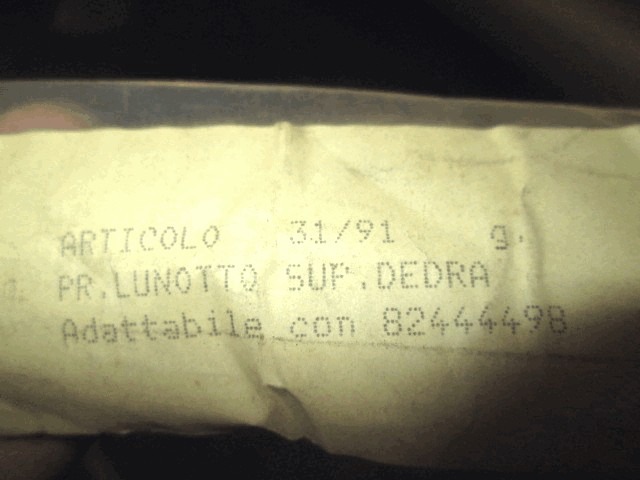 ARTICOLO 31/91 g.
PR.LUNOTTO SUP.DEDRA
Adattabile con 82444498